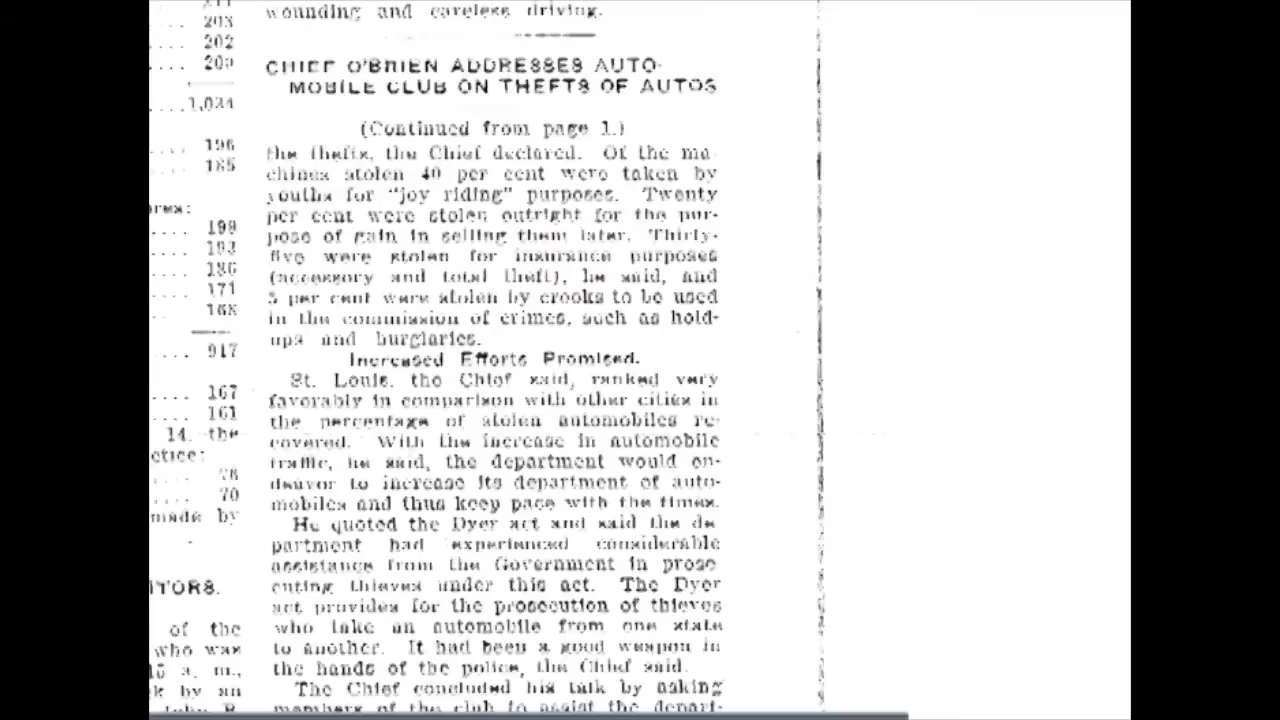 203
202
200
1,034
196
185
199
193
186
171
168
917
167
161
14. the
78
70
made by
of the
who was
15 a. m.,
k by an
wounding and careless driving.
CHIEF O'BRIEN ADDRESSES AUTO-
MOBILE CLUB ON THEFTS OF AUTOS
(Continued from page 1.)
the thefts, the Chief declared. Of the ma-
chines stolen 40 per cent were taken by
youths for "joy riding" purposes. Twenty
per cent were stolen outright for the pur-
pose of gain in selling them later. Thirty-
five were stolen for insurance purposes
(accessory and total theft), he said, and
5 per cent were stolen by crooks to be used
in the commission of crimes, such as hold-
ups and burglaries.
Increased Efforts Promised.
St. Louis, the Chief said, ranked very
favorably in comparison with other cities in
the percentage of stolen automobiles re-
covered. With the increase in automobile
traffic, he said, the department would en-
deavor to increase its department of auto-
mobiles and thus keep pace with the times.
He quoted the Dyer act and said the de-
partment had experienced considerable
assistance from the Government in prose-
cuting thieves under this act. The Dyer
act provides for the prosecution of thieves
who take an automobile from one state
to another. It had been a good weapon in
the hands of the police, the Chief said.
The Chief concluded his talk by asking
members of the club to assist the depart-